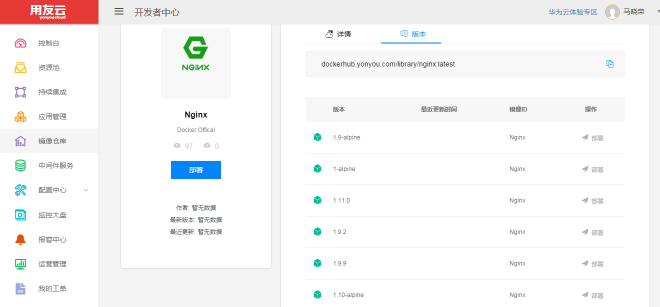 用友云
yonyoucloud
开发者中心
华为云体验专区
马晓荣
控制台
资源池
持续集成
应用管理
镜像仓库
中间件服务
配置中心
监控大盘
报警中心
运营管理
我的工单
NGINX
Nginx
Docker Offical
97
0
部署
作者: 暂无数据
最新版本: 暂无数据
最近更新: 暂无数据
详情
版本
dockerhub.yonyou.com/library/nginx:latest
版本 最近更新时间 镜像ID 操作
1.9-alpine Nginx 部署
1-alpine Nginx 部署
1.11.0 Nginx 部署
1.9.2 Nginx 部署
1.9.9 Nginx 部署
1.10-alpine Nginx 部署